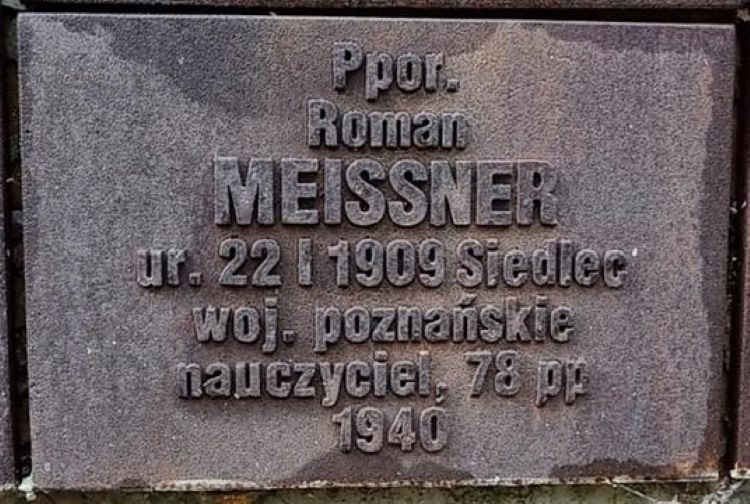 Ppor.
Roman
MEISSNER
ur. 22 I 1909 Siedlec
woj. poznańskie
nauczyciel, 78 pp
1940